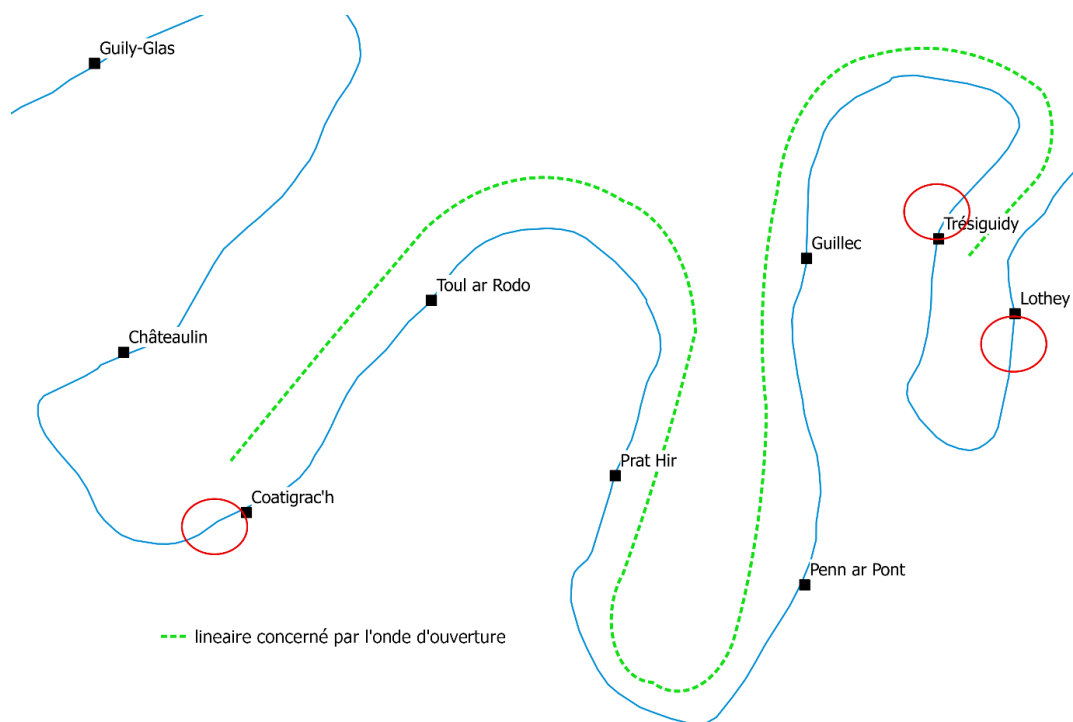 Guily-Glas
Trésiguidy
Guillec
Toul ar Rodo
Lothey
Châteaulin
Prat Hir
Coatigrac'h
Penn ar Pont
lineaire concerné par l'onde d'ouverture